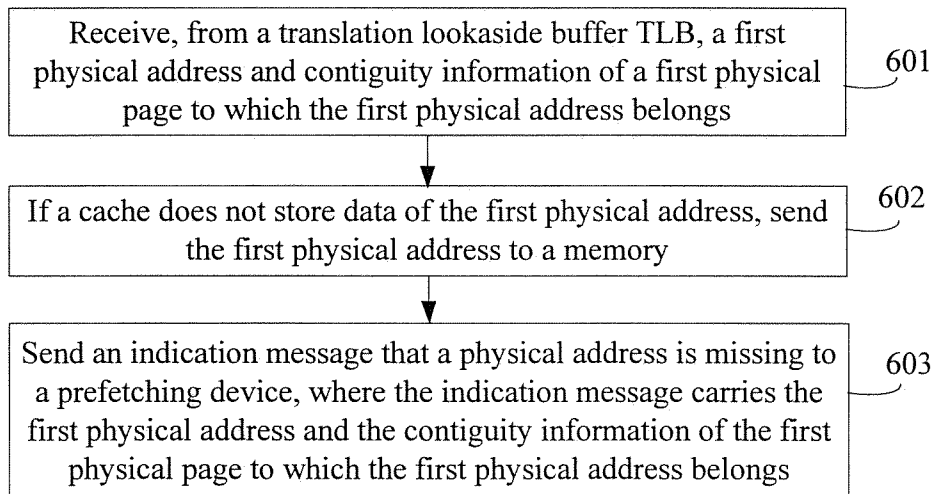 Receive, from a translation lookaside buffer TLB, a first
physical address and contiguity information of a first physical
page to which the first physical address belongs
601
If a cache does not store data of the first physical address, send
the first physical address to a memory
602
Send an indication message that a physical address is missing to
a prefetching device, where the indication message carries the
first physical address and the contiguity information of the first
physical page to which the first physical address belongs
603